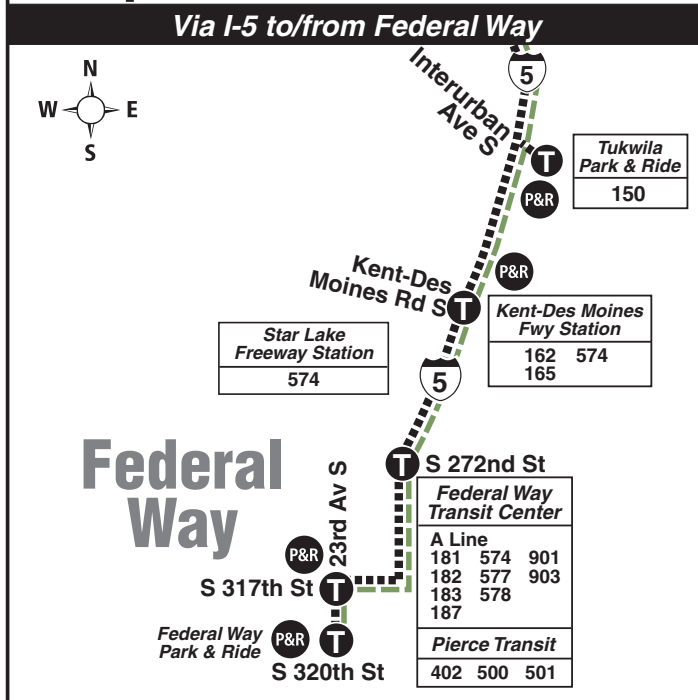 Via I-5 to/from Federal Way
N
W E
S
5
Interurban
Ave S
T
Tukwila
Park & Ride
150
P&R
P&R
Kent-Des
Moines Rd S
T
Kent-Des Moines
Fwy Station
162 574
165
Star Lake
Freeway Station
574
5
Federal
Way
T
S 272nd St
Federal Way
Transit Center
A Line
181 574 901
182 577 903
183 578
187
Pierce Transit
402 500 501
23rd Av S
P&R
S 317th St
T
Federal Way
Park & Ride
P&R
T
S 320th St